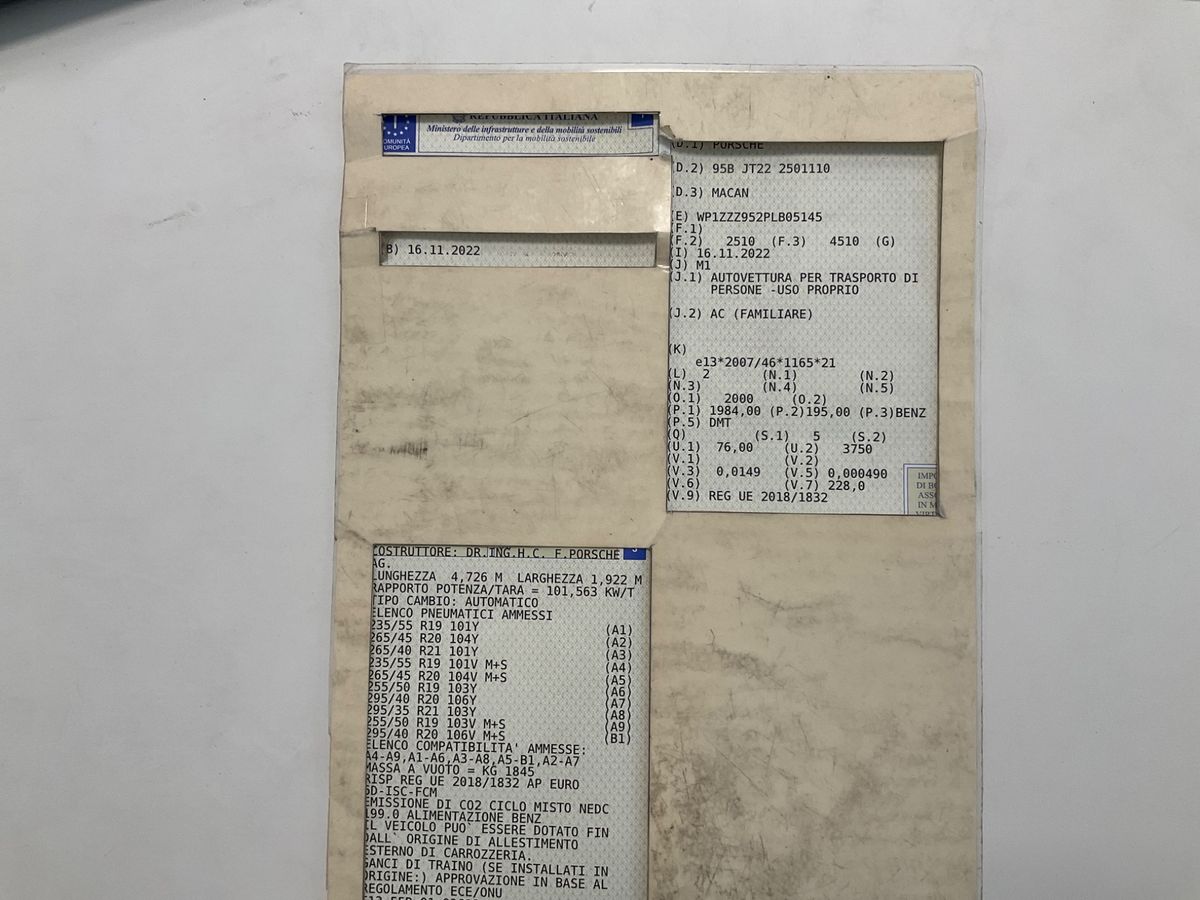 REPUBBLICA ITALIANA
Ministero delle infrastrutture e della mobilità sostenibili
Dipartimento per la mobilità sostenibile
I
COMUNITÀ
EUROPEA
B) 16.11.2022
(D.1) PORSCHE
(D.2) 95B JT22 2501110
(D.3) MACAN
(E) WP1ZZZ952PLB05145
(F.1)
(F.2) 2510 (F.3) 4510 (G)
(I) 16.11.2022
(J) M1
(J.1) AUTOVETTURA PER TRASPORTO DI
PERSONE -USO PROPRIO
(J.2) AC (FAMILIARE)
(K)
e13*2007/46*1165*21
(L) 2 (N.1) (N.2)
(N.3) (N.4) (N.5)
(O.1) 2000 (O.2)
(P.1) 1984,00 (P.2)195,00 (P.3)BENZ
(P.5) DMT
(Q) (S.1) 5 (S.2)
(U.1) 76,00 (U.2) 3750
(V.1) (V.2)
(V.3) 0,0149 (V.5) 0,000490
(V.6) (V.7) 228,0
(V.9) REG UE 2018/1832
IMPO
DI BO
ASSO
IN M
VIRT
COSTRUTTORE: DR.ING.H.C. F.PORSCHE
AG.
LUNGHEZZA 4,726 M LARGHEZZA 1,922 M
RAPPORTO POTENZA/TARA = 101,563 KW/T
TIPO CAMBIO: AUTOMATICO
ELENCO PNEUMATICI AMMESSI
235/55 R19 101Y (A1)
265/45 R20 104Y (A2)
265/40 R21 101Y (A3)
235/55 R19 101V M+S (A4)
265/45 R20 104V M+S (A5)
255/50 R19 103Y (A6)
295/40 R20 106Y (A7)
295/35 R21 103Y (A8)
255/50 R19 103V M+S (A9)
295/40 R20 106V M+S (B1)
ELENCO COMPATIBILITA' AMMESSE:
A4-A9,A1-A6,A3-A8,A5-B1,A2-A7
MASSA A VUOTO = KG 1845
RISP REG UE 2018/1832 AP EURO
6D-ISC-FCM
EMISSIONE DI CO2 CICLO MISTO NEDC
199.0 ALIMENTAZIONE BENZ
IL VEICOLO PUO` ESSERE DOTATO FIN
DALL` ORIGINE DI ALLESTIMENTO
ESTERNO DI CARROZZERIA.
GANCI DI TRAINO (SE INSTALLATI IN
ORIGINE:) APPROVAZIONE IN BASE AL
REGOLAMENTO ECE/ONU